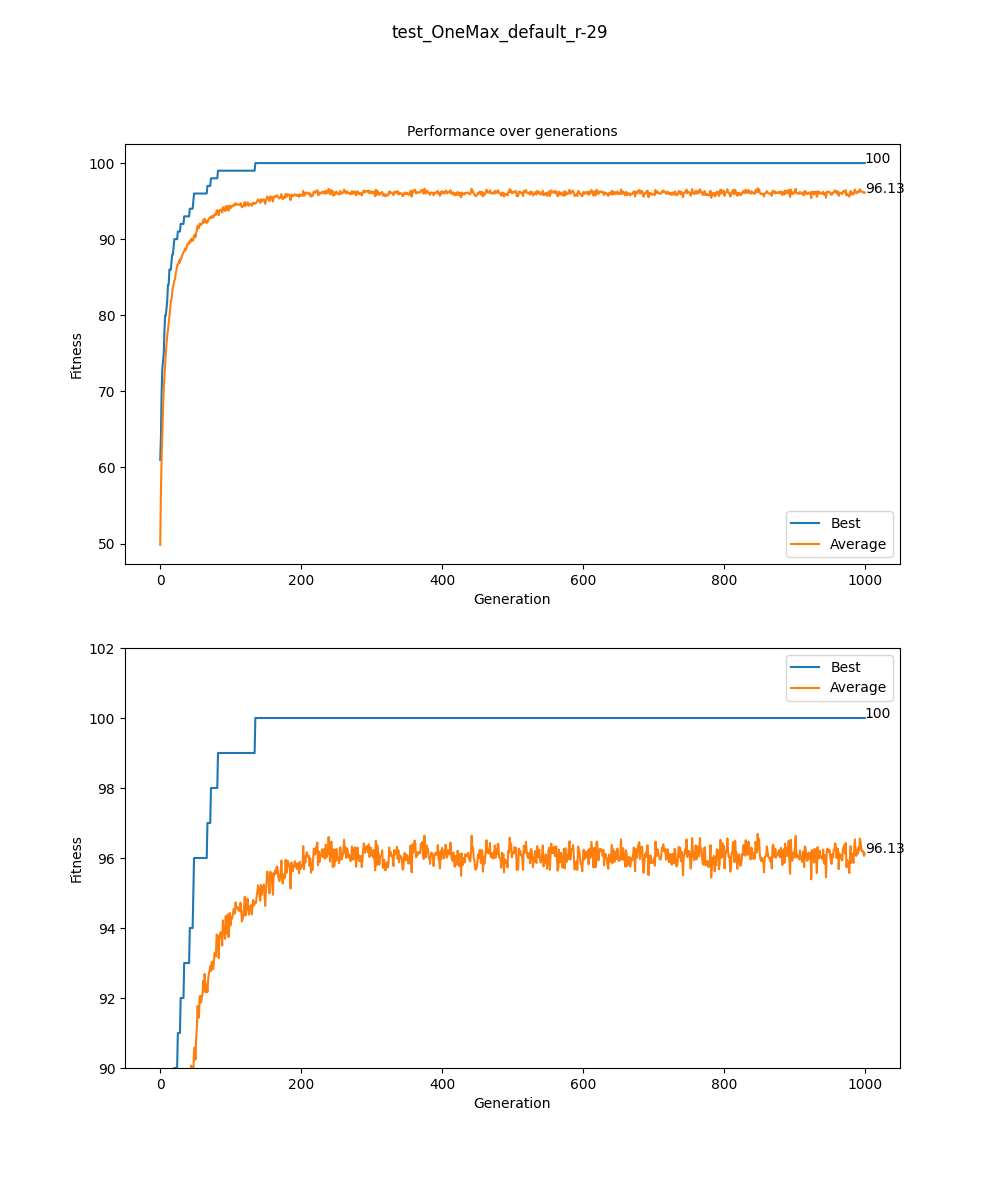 test_OneMax_default_r-29
Performance over generations
Fitness
100
90
80
70
60
50
100
96.13
Best
Average
0 200 400 600 800 1000
Generation
Fitness
102
100
98
96
94
92
90
Best
Average
100
96.13
0 200 400 600 800 1000
Generation